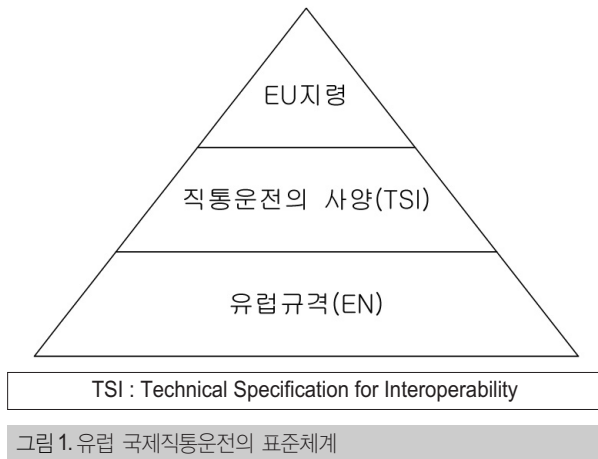 EU지령
직통운전의 사양(TSI)
유럽규격(EN)
TSI : Technical Specification for Interoperability
그림 1. 유럽 국제직통운전의 표준체계